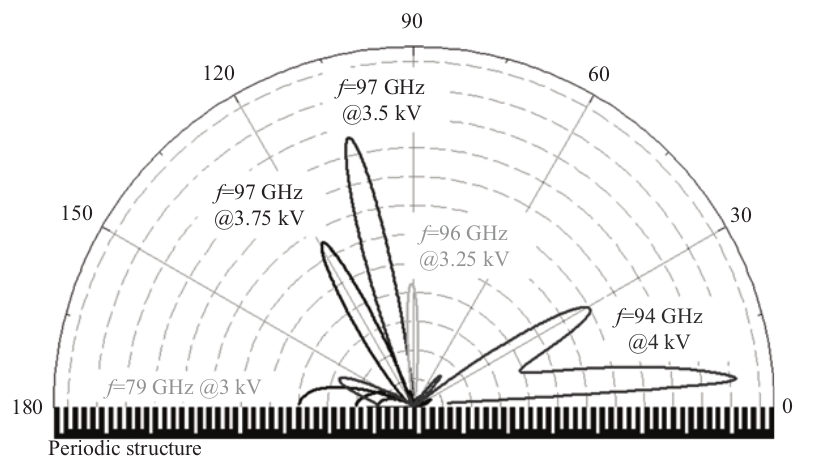 90
120
60
f=97 GHz
@3.5 kV
f=97 GHz
@3.75 kV
150
30
f=96 GHz
@3.25 kV
f=94 GHz
@4 kV
f=79 GHz @3 kV
180
0
Periodic structure